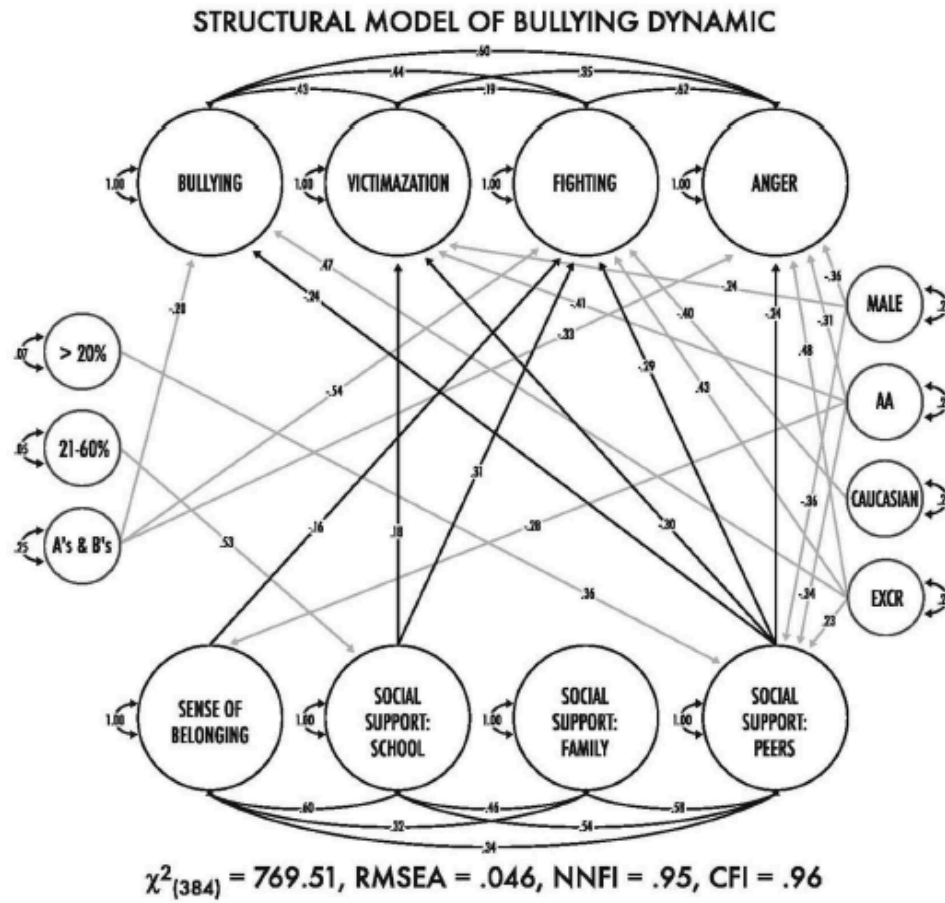 STRUCTURAL MODEL OF BULLYING DYNAMIC
.60
.44 .35
.43 .19 .62
BULLYING VICTIMAZATION FIGHTING ANGER
1.00 1.00 1.00 1.00
.47 -.24 -.36
-.28 -.24 -.41 -.40 -.24 -.31
MALE
> 20%
.07
-.33 .48
-.54 -.29 .43
AA
21-60%
.05
.31
CAUCASIAN
A's & B's
.25
-.16 .18 -.28 -.30 -.36
.53
.36 -.34
EXCR
.23
SENSE OF BELONGING
SOCIAL SUPPORT: SCHOOL
SOCIAL SUPPORT: FAMILY
SOCIAL SUPPORT: PEERS
1.00 1.00 1.00 1.00
.60 .46 .58
.32 .54
.34
χ²(384) = 769.51, RMSEA = .046, NNFI = .95, CFI = .96